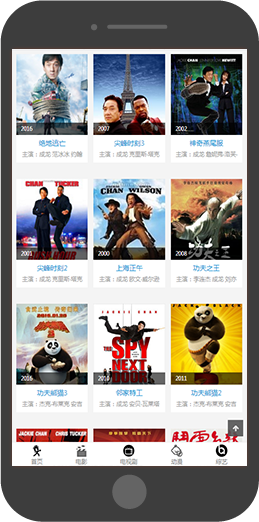 2016
2007
2002
绝地逃亡
尖峰时刻3
神奇燕尾服
主演：成龙 范冰冰 约翰
主演：成龙 克里斯·塔克
主演：成龙 詹妮弗·洛芙·
CHAN TUCKER
CHAN WILSON
功夫之王
2001
2000
尖峰时刻2
上海正午
功夫之王
主演：成龙 克里斯·塔克
主演：成龙 欧文·威尔逊
主演：李连杰 成龙 刘亦
JACKIE CHAN
THE SPY NEXT DOOR
2016
2010
2011
功夫熊猫3
邻家特工
功夫熊猫2
主演：杰克·布莱克 安吉
主演：成龙 安贝·瓦莱塔
主演：杰克·布莱克 安吉
JACKIE CHAN CHRIS TUCKER
首页
电影
电视剧
动漫
综艺